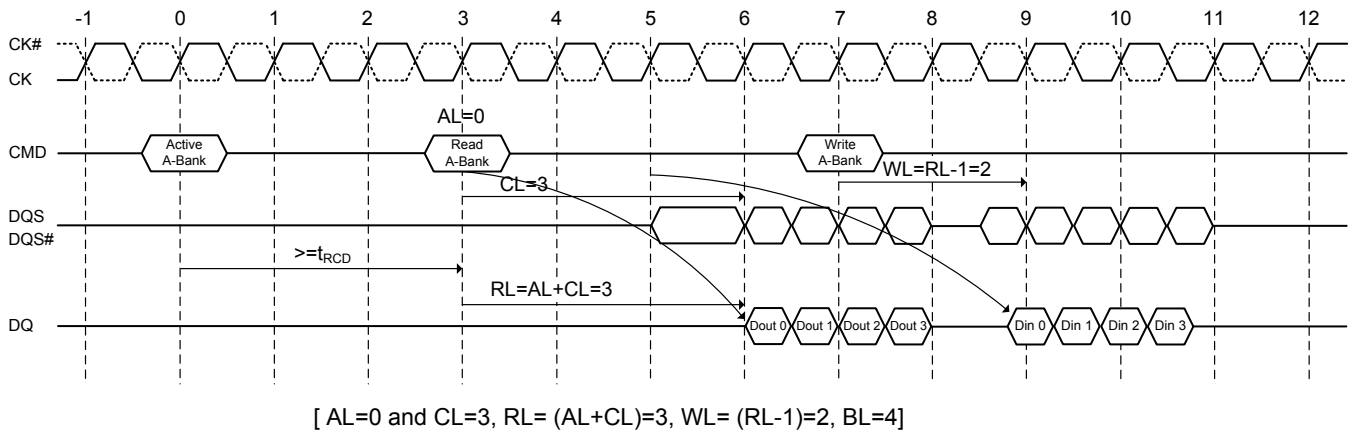 -1 0 1 2 3 4 5 6 7 8 9 10 11 12
CK#
CK
AL=0
CMD
Active
A-Bank
Read
A-Bank
Write
A-Bank
WL=RL-1=2
CL=3
DQS
DQS#
>=tRCD
RL=AL+CL=3
DQ
Dout 0 Dout 1 Dout 2 Dout 3 Din 0 Din 1 Din 2 Din 3
[ AL=0 and CL=3, RL= (AL+CL)=3, WL= (RL-1)=2, BL=4]